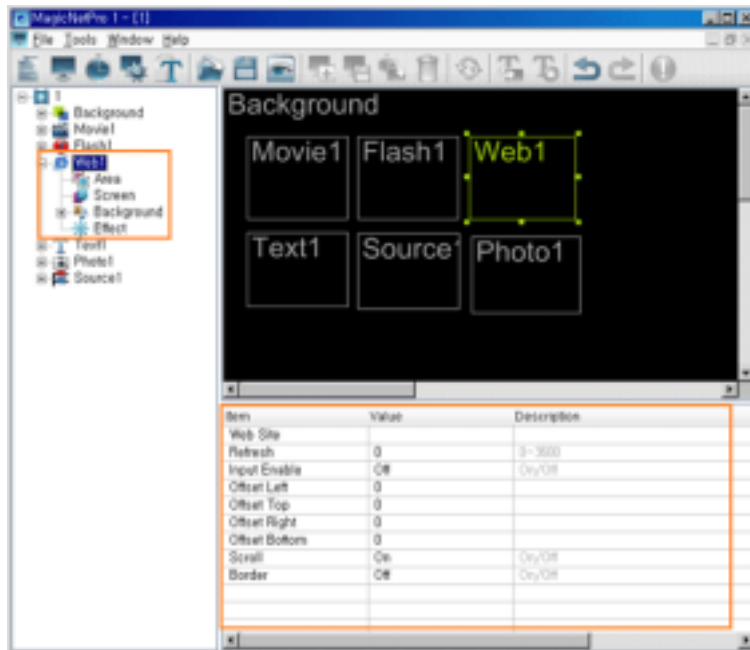 MagicNetPro 1 - [1]
File Tools Window Help
1
Background
Movie1
Flash1
Web1
Area
Screen
Background
Effect
Text1
Photo1
Source1
Background
Movie1 Flash1 Web1
Text1 Source1 Photo1
Item Value Description
Web Site
Refresh 0 0~3600
Input Enable Off On/Off
Offset Left 0
Offset Top 0
Offset Right 0
Offset Bottom 0
Scroll On On/Off
Border Off On/Off